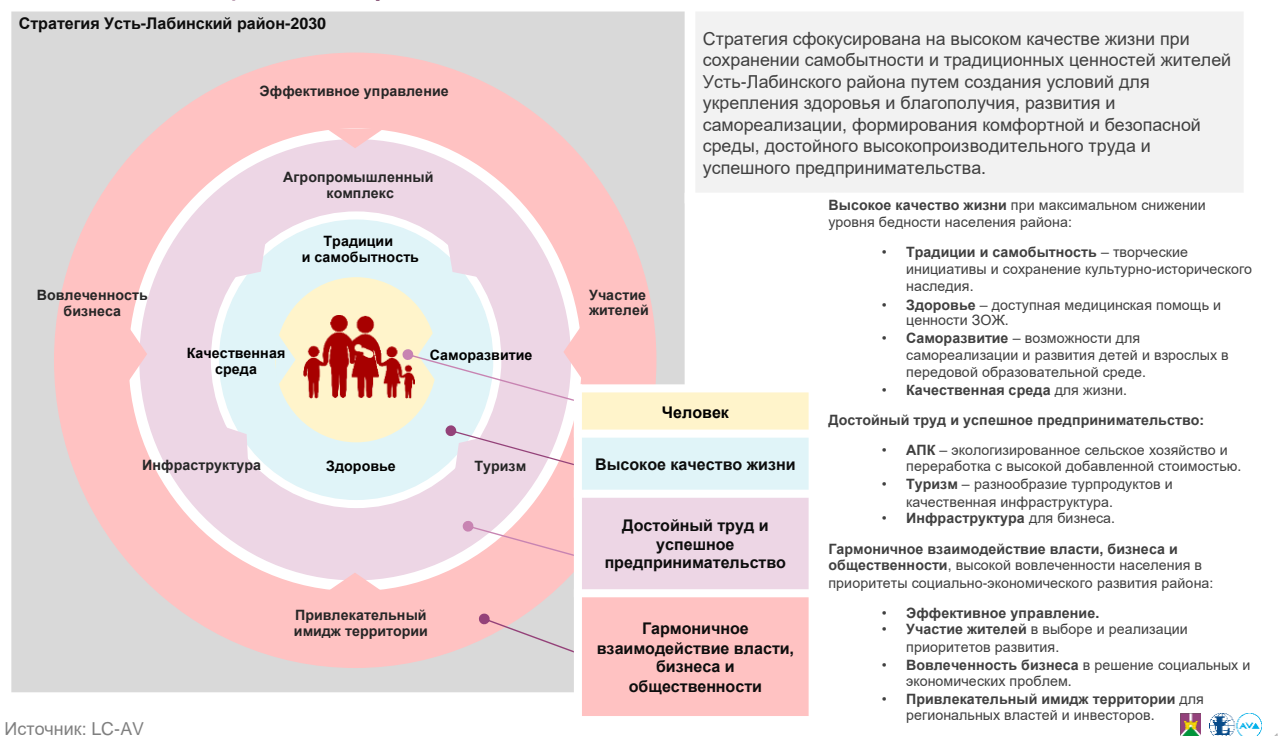 Стратегия Усть-Лабинский район-2030
Эффективное управление
Агропромышленный
комплекс
Традиции
и самобытность
Вовлеченность
бизнеса
Участие
жителей
Качественная
среда
Саморазвитие
Инфраструктура
Здоровье
Туризм
Привлекательный
имидж территории
Человек
Высокое качество жизни
Достойный труд и
успешное
предпринимательство
Гармоничное
взаимодействие власти,
бизнеса и
общественности
Стратегия сфокусирована на высоком качестве жизни при
сохранении самобытности и традиционных ценностей жителей
Усть-Лабинского района путем создания условий для
укрепления здоровья и благополучия, развития и
самореализации, формирования комфортной и безопасной
среды, достойного высокопроизводительного труда и
успешного предпринимательства.
Высокое качество жизни при максимальном снижении
уровня бедности населения района:
• Традиции и самобытность – творческие
инициативы и сохранение культурно-исторического
наследия.
• Здоровье – доступная медицинская помощь и
ценности ЗОЖ.
• Саморазвитие – возможности для
самореализации и развития детей и взрослых в
передовой образовательной среде.
• Качественная среда для жизни.
Достойный труд и успешное предпринимательство:
• АПК – экологизированное сельское хозяйство и
переработка с высокой добавленной стоимостью.
• Туризм – разнообразие турпродуктов и
качественная инфраструктура.
• Инфраструктура для бизнеса.
Гармоничное взаимодействие власти, бизнеса и
общественности, высокой вовлеченности населения в
приоритеты социально-экономического развития района:
• Эффективное управление.
• Участие жителей в выборе и реализации
приоритетов развития.
• Вовлеченность бизнеса в решение социальных и
экономических проблем.
• Привлекательный имидж территории для
региональных властей и инвесторов.
Источник: LC-AV
AVA